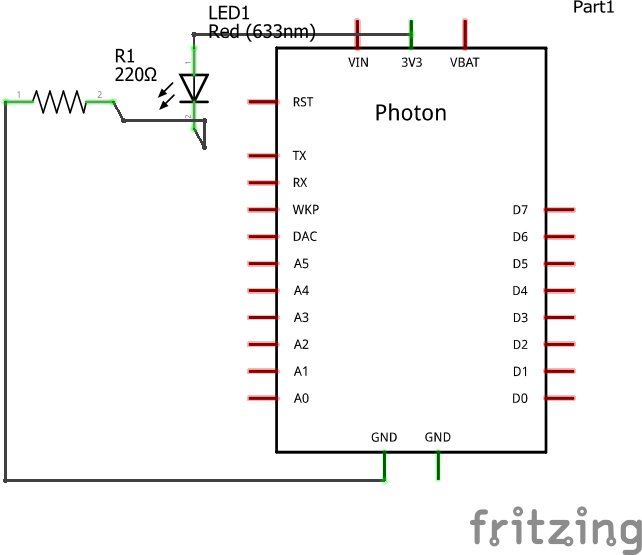 Part1
LED1
Red (633nm)
R1
220Ω
1
2
1
2
VIN
3V3
VBAT
Photon
RST
TX
RX
WKP
DAC
A5
A4
A3
A2
A1
A0
D7
D6
D5
D4
D3
D2
D1
D0
GND
GND
fritzing